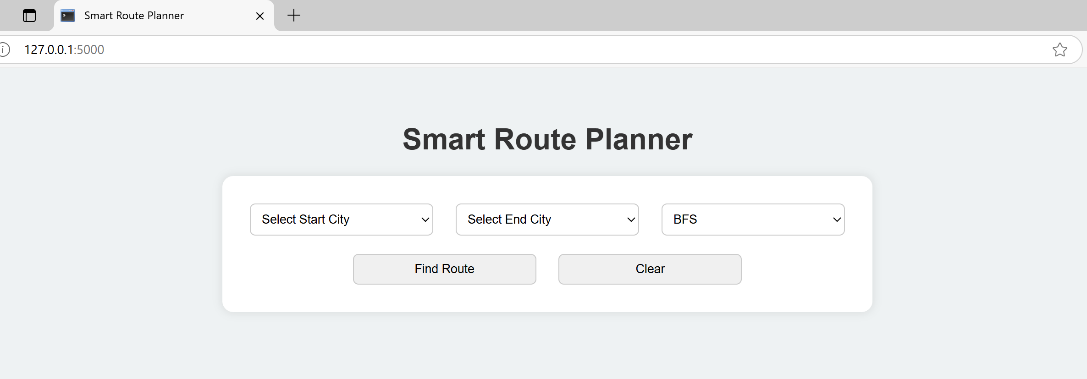 Smart Route Planner
127.0.0.1:5000
Smart Route Planner
Select Start City Select End City BFS
Find Route Clear